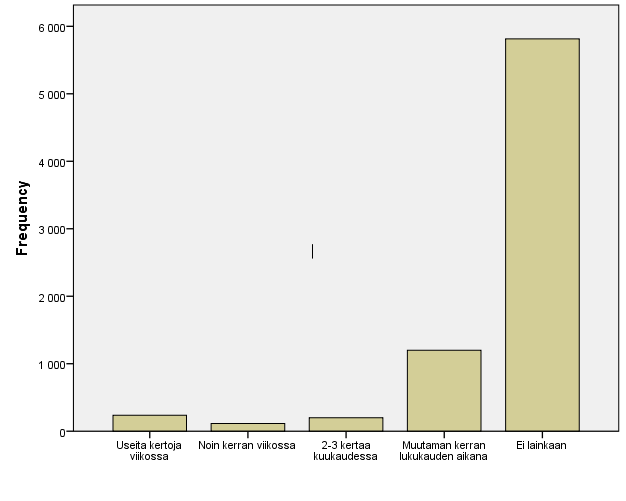 6 000
5 000
4 000
3 000
2 000
1 000
0
Frequency
Useita kertoja
viikossa
Noin kerran viikossa
2-3 kertaa
kuukaudessa
Muutaman kerran
lukukauden aikana
Ei lainkaan